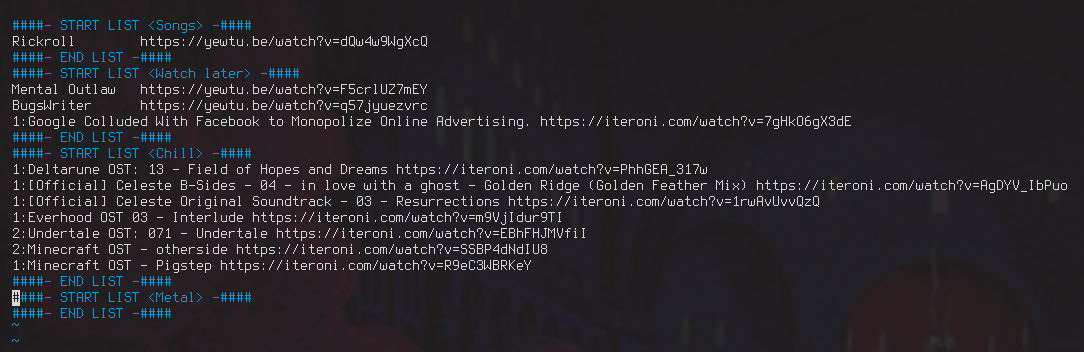 ####- START LIST <Songs> -####
Rickroll        https://yewtu.be/watch?v=dQw4w9WgXcQ
####- END LIST -####
####- START LIST <Watch later> -####
Mental Outlaw   https://yewtu.be/watch?v=F5crlUZ7mEY
BugsWriter      https://yewtu.be/watch?v=q57jyuezvrc
1:Google Colluded With Facebook to Monopolize Online Advertising. https://iteroni.com/watch?v=7gHkO6gX3dE
####- END LIST -####
####- START LIST <Chill> -####
1:Deltarune OST: 13 - Field of Hopes and Dreams https://iteroni.com/watch?v=PhhGEA_317w
1:[Official] Celeste B-Sides - 04 - in love with a ghost - Golden Ridge (Golden Feather Mix) https://iteroni.com/watch?v=AgDYV_IbPuo
1:[Official] Celeste Original Soundtrack - 03 - Resurrections https://iteroni.com/watch?v=1rwAvUvvQzQ
1:Everhood OST 03 - Interlude https://iteroni.com/watch?v=m9VjIdur9TI
2:Undertale OST: 071 - Undertale https://iteroni.com/watch?v=EBhFHJMVfiI
2:Minecraft OST - otherside https://iteroni.com/watch?v=SSBP4dNdIU8
1:Minecraft OST - Pigstep https://iteroni.com/watch?v=R9eC3WBRKeY
####- END LIST -####
####- START LIST <Metal> -####
####- END LIST -####
~
~